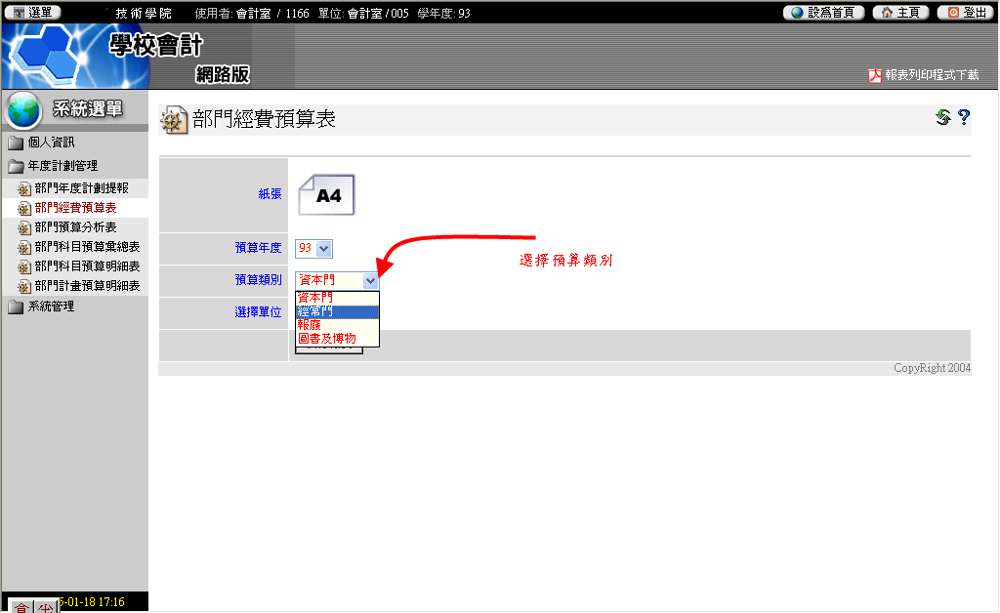 選單 技術學院 使用者: 會計室 / 1166 單位: 會計室 / 005 學年度: 93 設為首頁 主頁 登出
學校會計
網路版
報表列印程式下載
系統選單
部門經費預算表
個人資訊
年度計劃管理
部門年度計劃提報
部門經費預算表
部門預算分析表
部門科目預算彙總表
部門科目預算明細表
部門計畫預算明細表
系統管理
紙張 A4
預算年度 93
選擇預算類別
預算類別 資本門
資本門
經常門
選擇單位
報廢
圖書及博物
CopyRight 2004
5-01-18 17:16